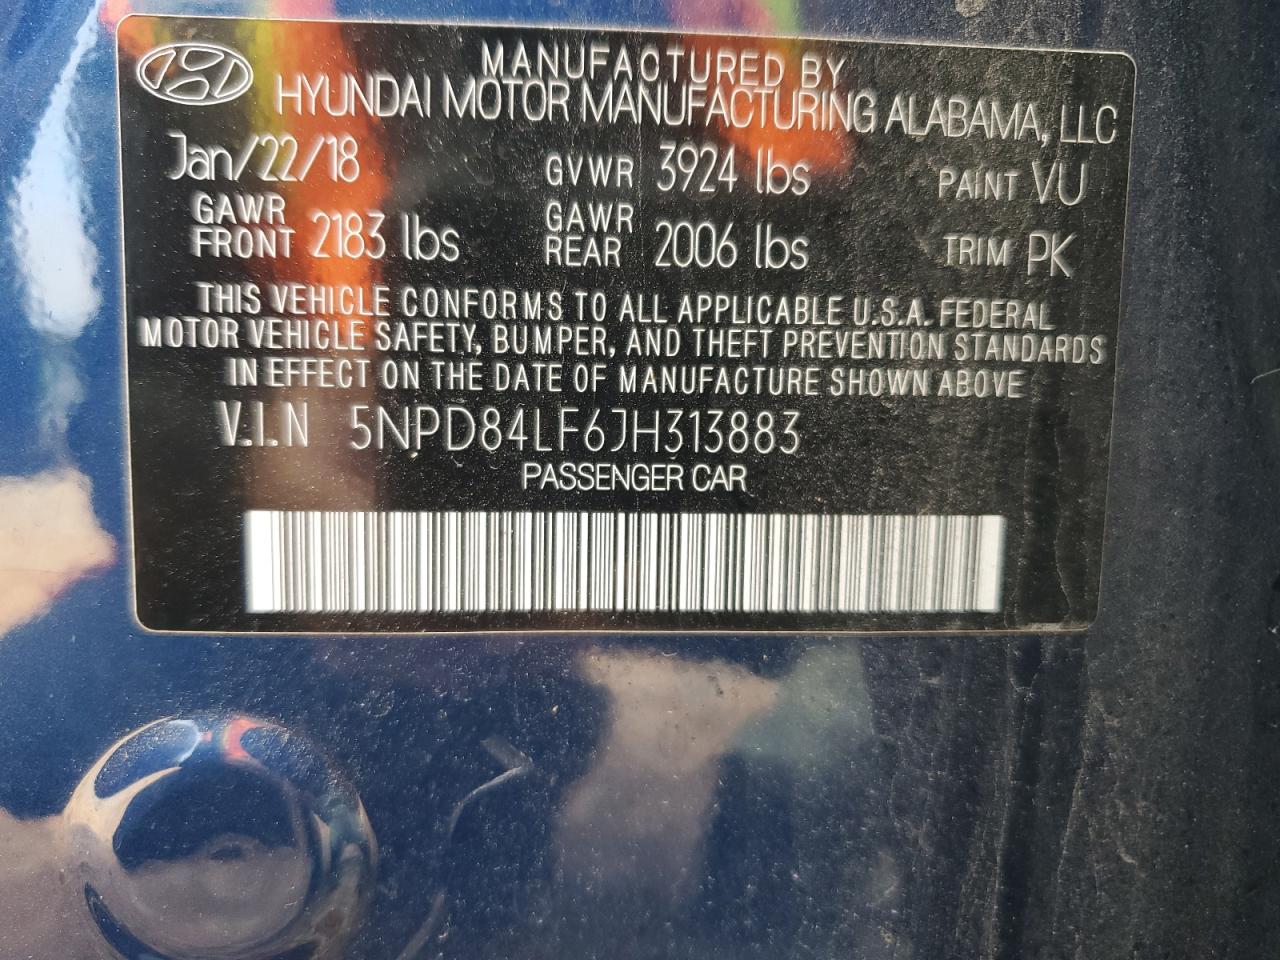 MANUFACTURED BY
HYUNDAI MOTOR MANUFACTURING ALABAMA, LLC
Jan/22/18 GVWR 3924 lbs PAINT VU
GAWR FRONT 2183 lbs GAWR REAR 2006 lbs TRIM PK
THIS VEHICLE CONFORMS TO ALL APPLICABLE U.S.A. FEDERAL
MOTOR VEHICLE SAFETY, BUMPER, AND THEFT PREVENTION STANDARDS
IN EFFECT ON THE DATE OF MANUFACTURE SHOWN ABOVE
V.I.N 5NPD84LF6JH313883
PASSENGER CAR